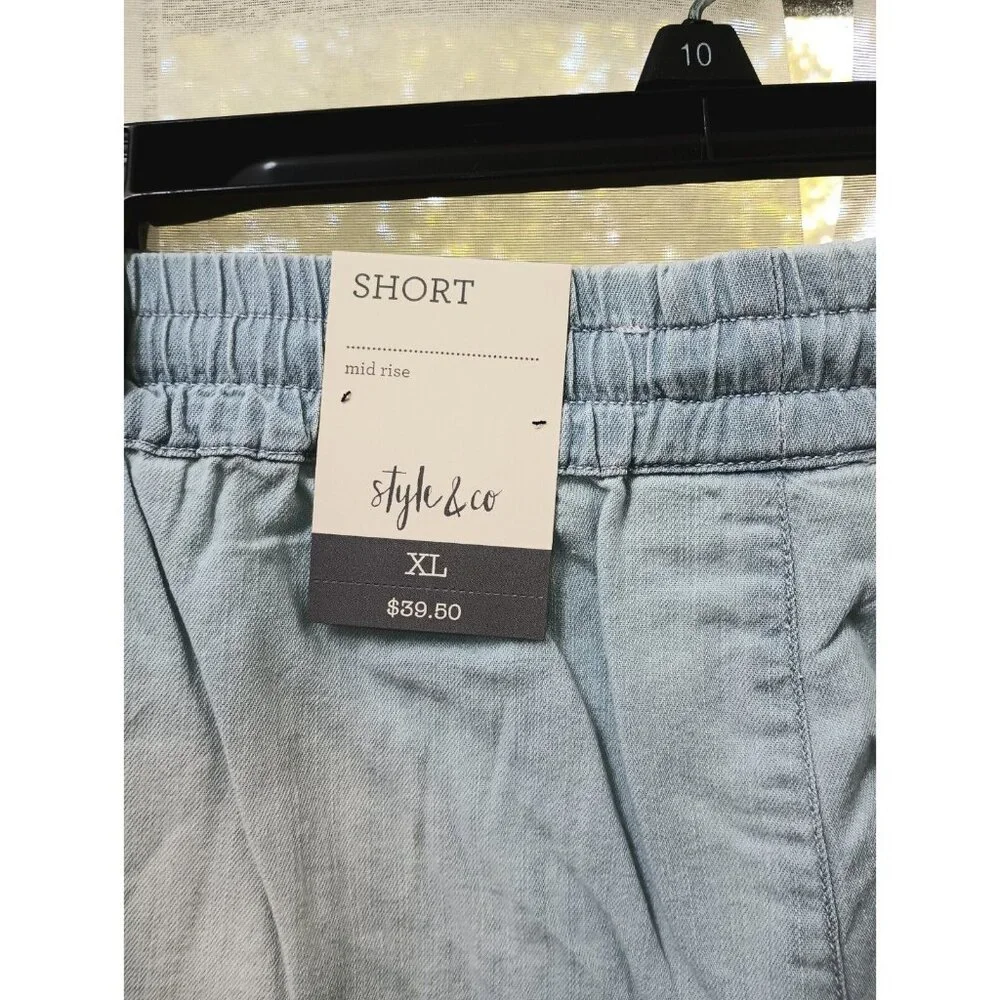 10
SHORT
mid rise
style & co
XL
$39.50